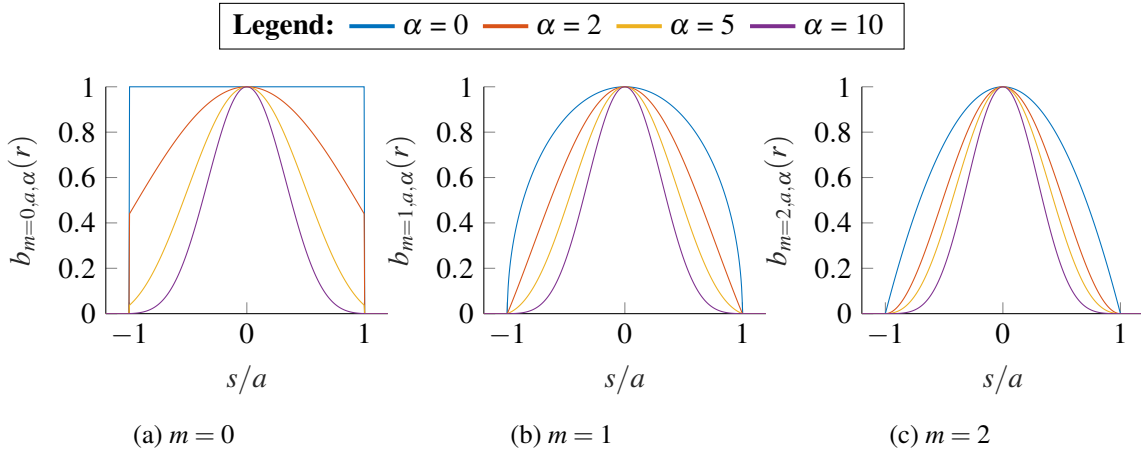 Legend: α = 0 α = 2 α = 5 α = 10
b_{m=0,a,α}(r)
1
0.8
0.6
0.4
0.2
0
−1 0 1
s/a
(a) m = 0
b_{m=1,a,α}(r)
1
0.8
0.6
0.4
0.2
0
−1 0 1
s/a
(b) m = 1
b_{m=2,a,α}(r)
1
0.8
0.6
0.4
0.2
0
−1 0 1
s/a
(c) m = 2